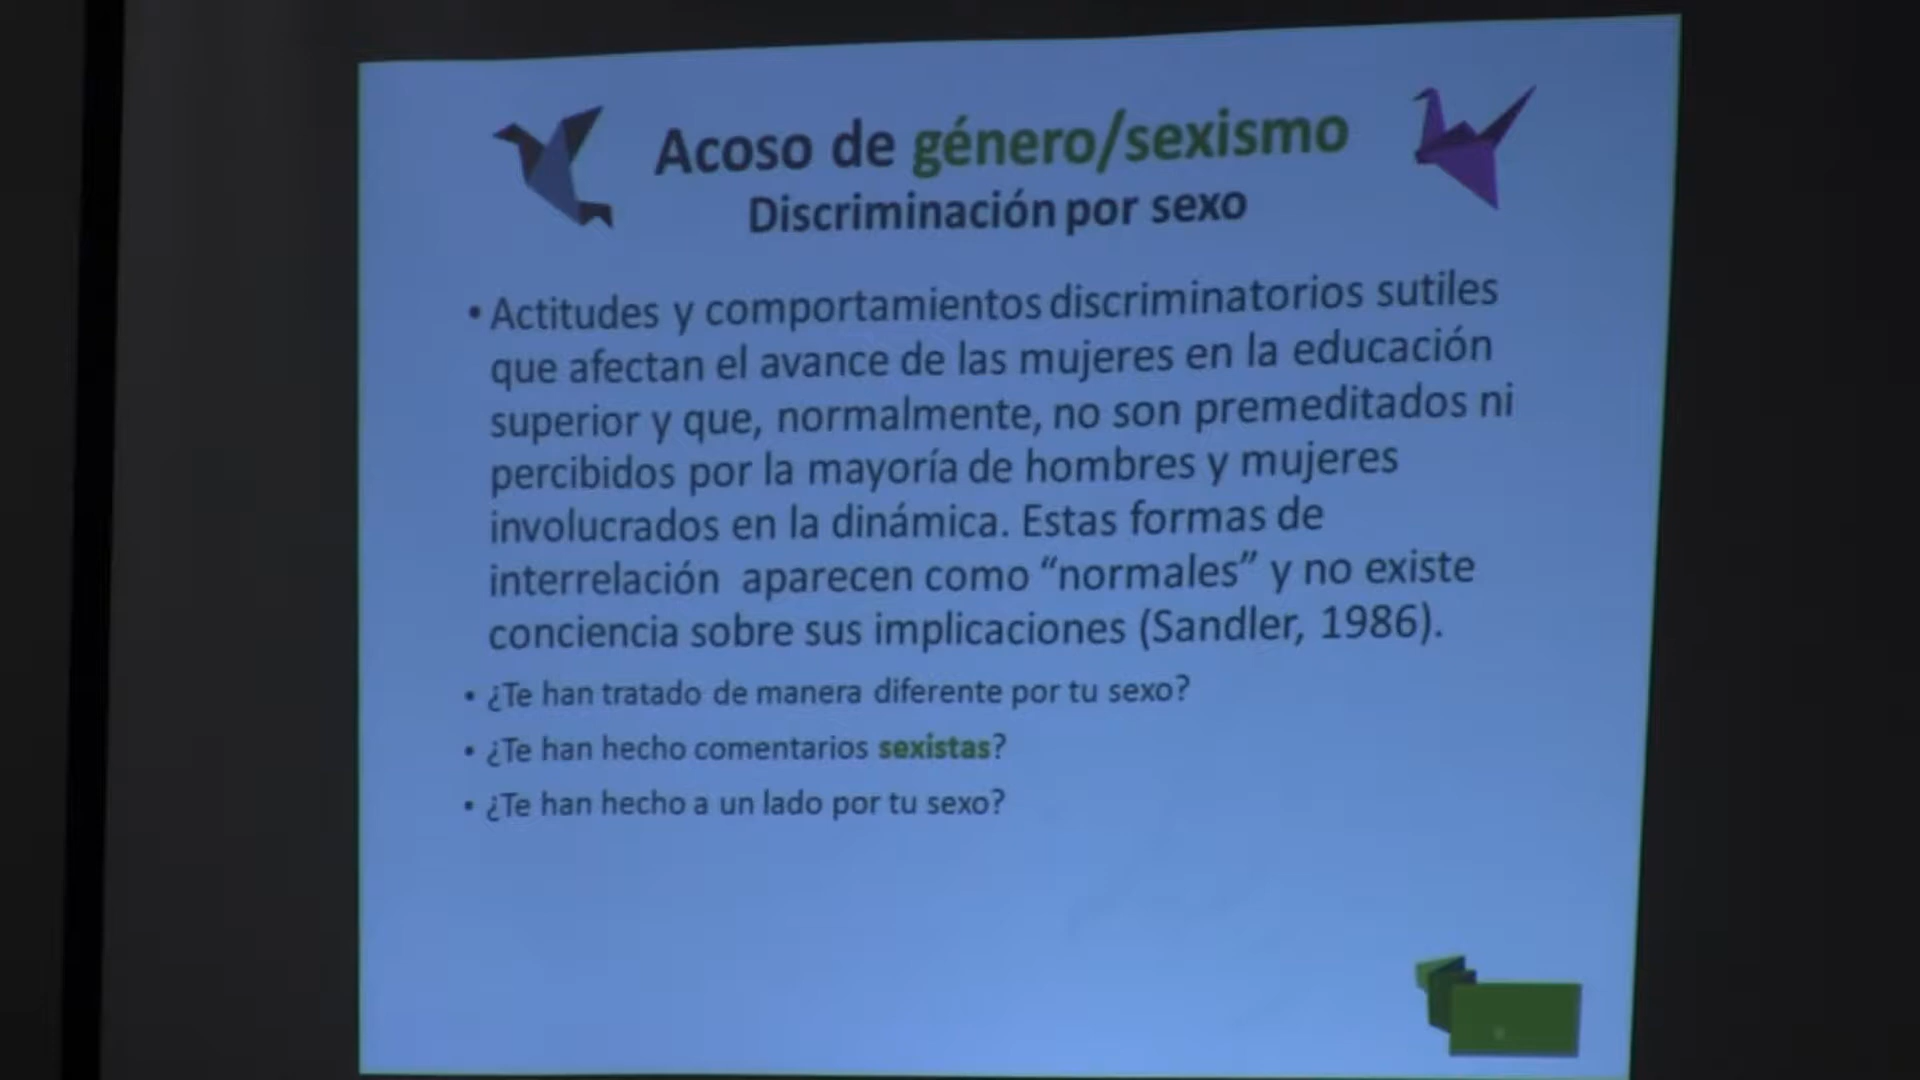 Acoso de género/sexismo
Discriminación por sexo
• Actitudes y comportamientos discriminatorios sutiles
que afectan el avance de las mujeres en la educación
superior y que, normalmente, no son premeditados ni
percibidos por la mayoría de hombres y mujeres
involucrados en la dinámica. Estas formas de
interrelación aparecen como “normales” y no existe
conciencia sobre sus implicaciones (Sandler, 1986).
• ¿Te han tratado de manera diferente por tu sexo?
• ¿Te han hecho comentarios sexistas?
• ¿Te han hecho a un lado por tu sexo?